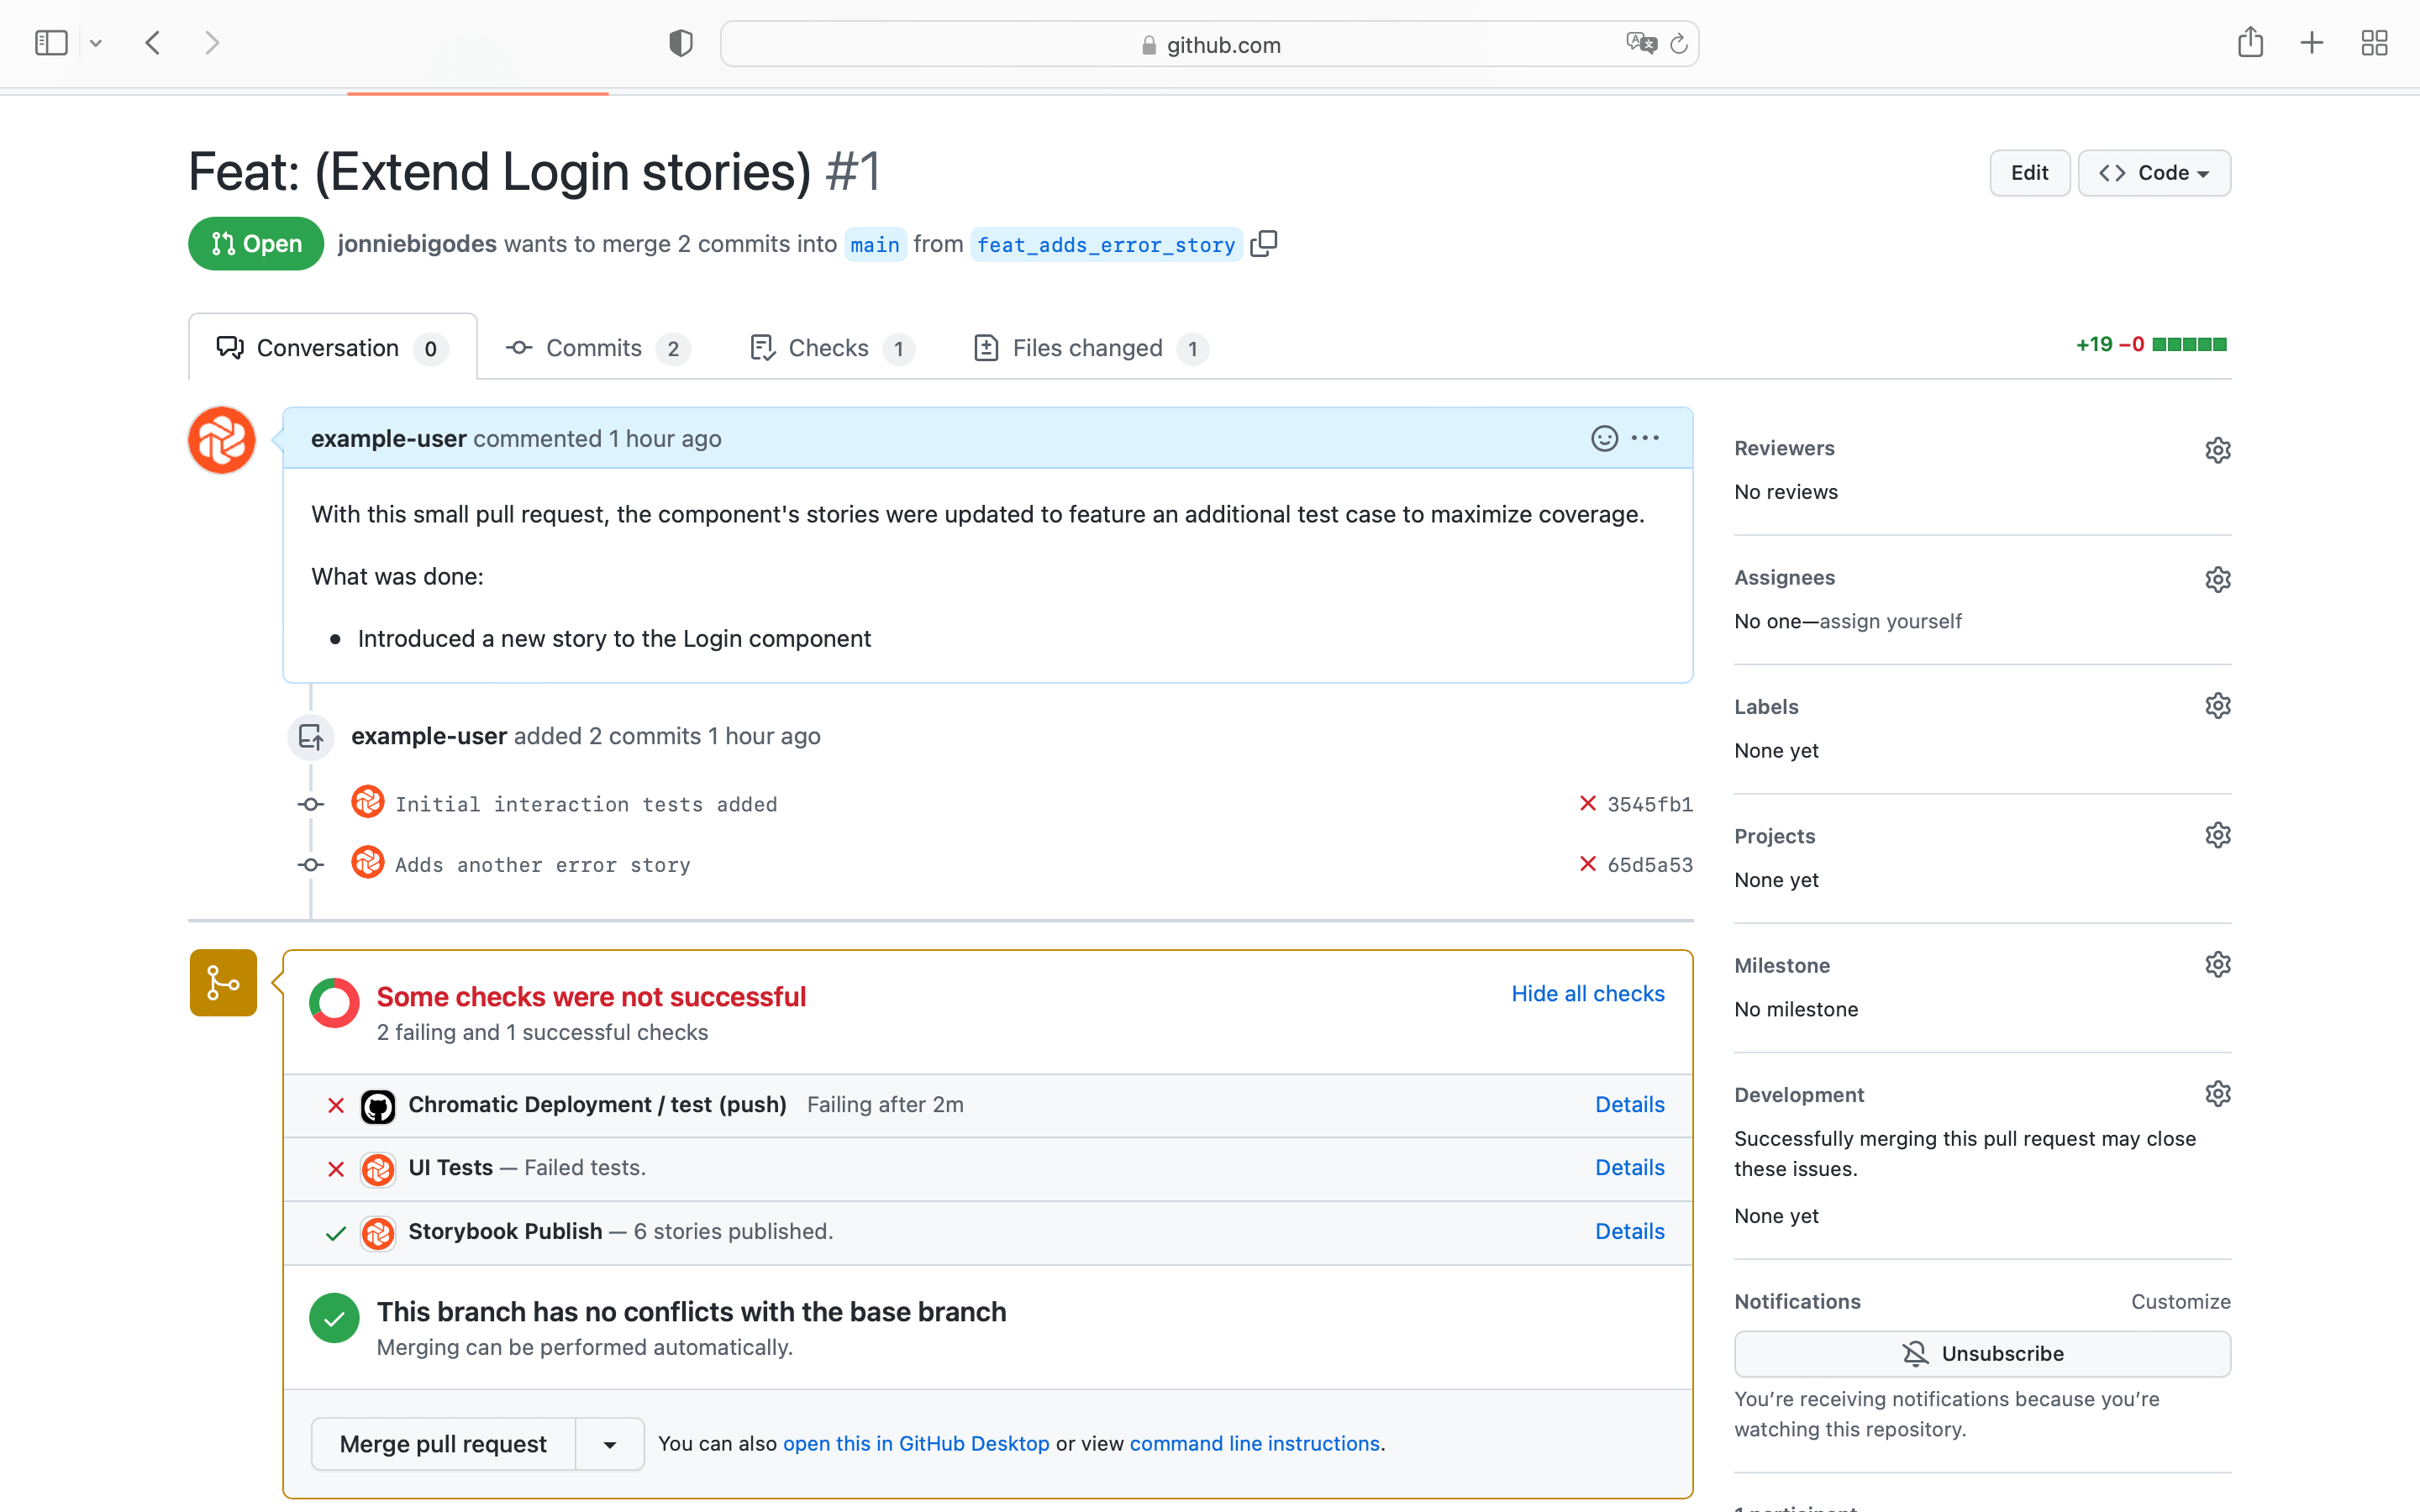 github.com
Feat: (Extend Login stories) #1
Edit
Code
Open
jonniebigodes wants to merge 2 commits into main from feat_adds_error_story
Conversation 0
Commits 2
Checks 1
Files changed 1
+19 −0
example-user commented 1 hour ago
With this small pull request, the component's stories were updated to feature an additional test case to maximize coverage.
What was done:
• Introduced a new story to the Login component
example-user added 2 commits 1 hour ago
Initial interaction tests added 3545fb1
Adds another error story 65d5a53
Some checks were not successful
Hide all checks
2 failing and 1 successful checks
Chromatic Deployment / test (push) Failing after 2m Details
UI Tests — Failed tests. Details
Storybook Publish — 6 stories published. Details
This branch has no conflicts with the base branch
Merging can be performed automatically.
Merge pull request
You can also open this in GitHub Desktop or view command line instructions.
Reviewers
No reviews
Assignees
No one—assign yourself
Labels
None yet
Projects
None yet
Milestone
No milestone
Development
Successfully merging this pull request may close
these issues.
None yet
Notifications Customize
Unsubscribe
You're receiving notifications because you're
watching this repository.
1 participant